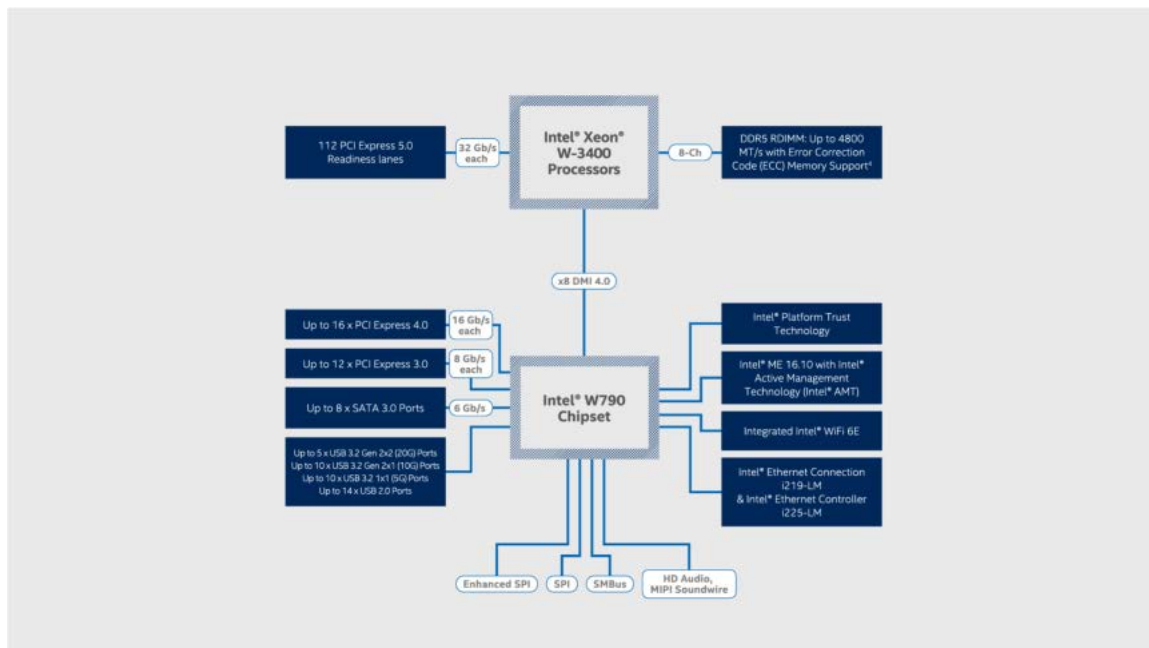 Intel® Xeon®
W-3400
Processors
112 PCI Express 5.0
Readiness lanes
32 Gb/s
each
8-Ch
DDR5 RDIMM: Up to 4800
MT/s with Error Correction
Code (ECC) Memory Support⁴
x8 DMI 4.0
Up to 16 x PCI Express 4.0
16 Gb/s
each
Up to 12 x PCI Express 3.0
8 Gb/s
each
Up to 8 x SATA 3.0 Ports
6 Gb/s
Up to 5 x USB 3.2 Gen 2x2 (20G) Ports
Up to 10 x USB 3.2 Gen 2x1 (10G) Ports
Up to 10 x USB 3.2 1x1 (5G) Ports
Up to 14 x USB 2.0 Ports
Intel® W790
Chipset
Intel® Platform Trust
Technology
Intel® ME 16.10 with Intel®
Active Management
Technology (Intel® AMT)
Integrated Intel® WiFi 6E
Intel® Ethernet Connection
i219-LM
& Intel® Ethernet Controller
i225-LM
Enhanced SPI
SPI
SMBus
HD Audio,
MIPI Soundwire